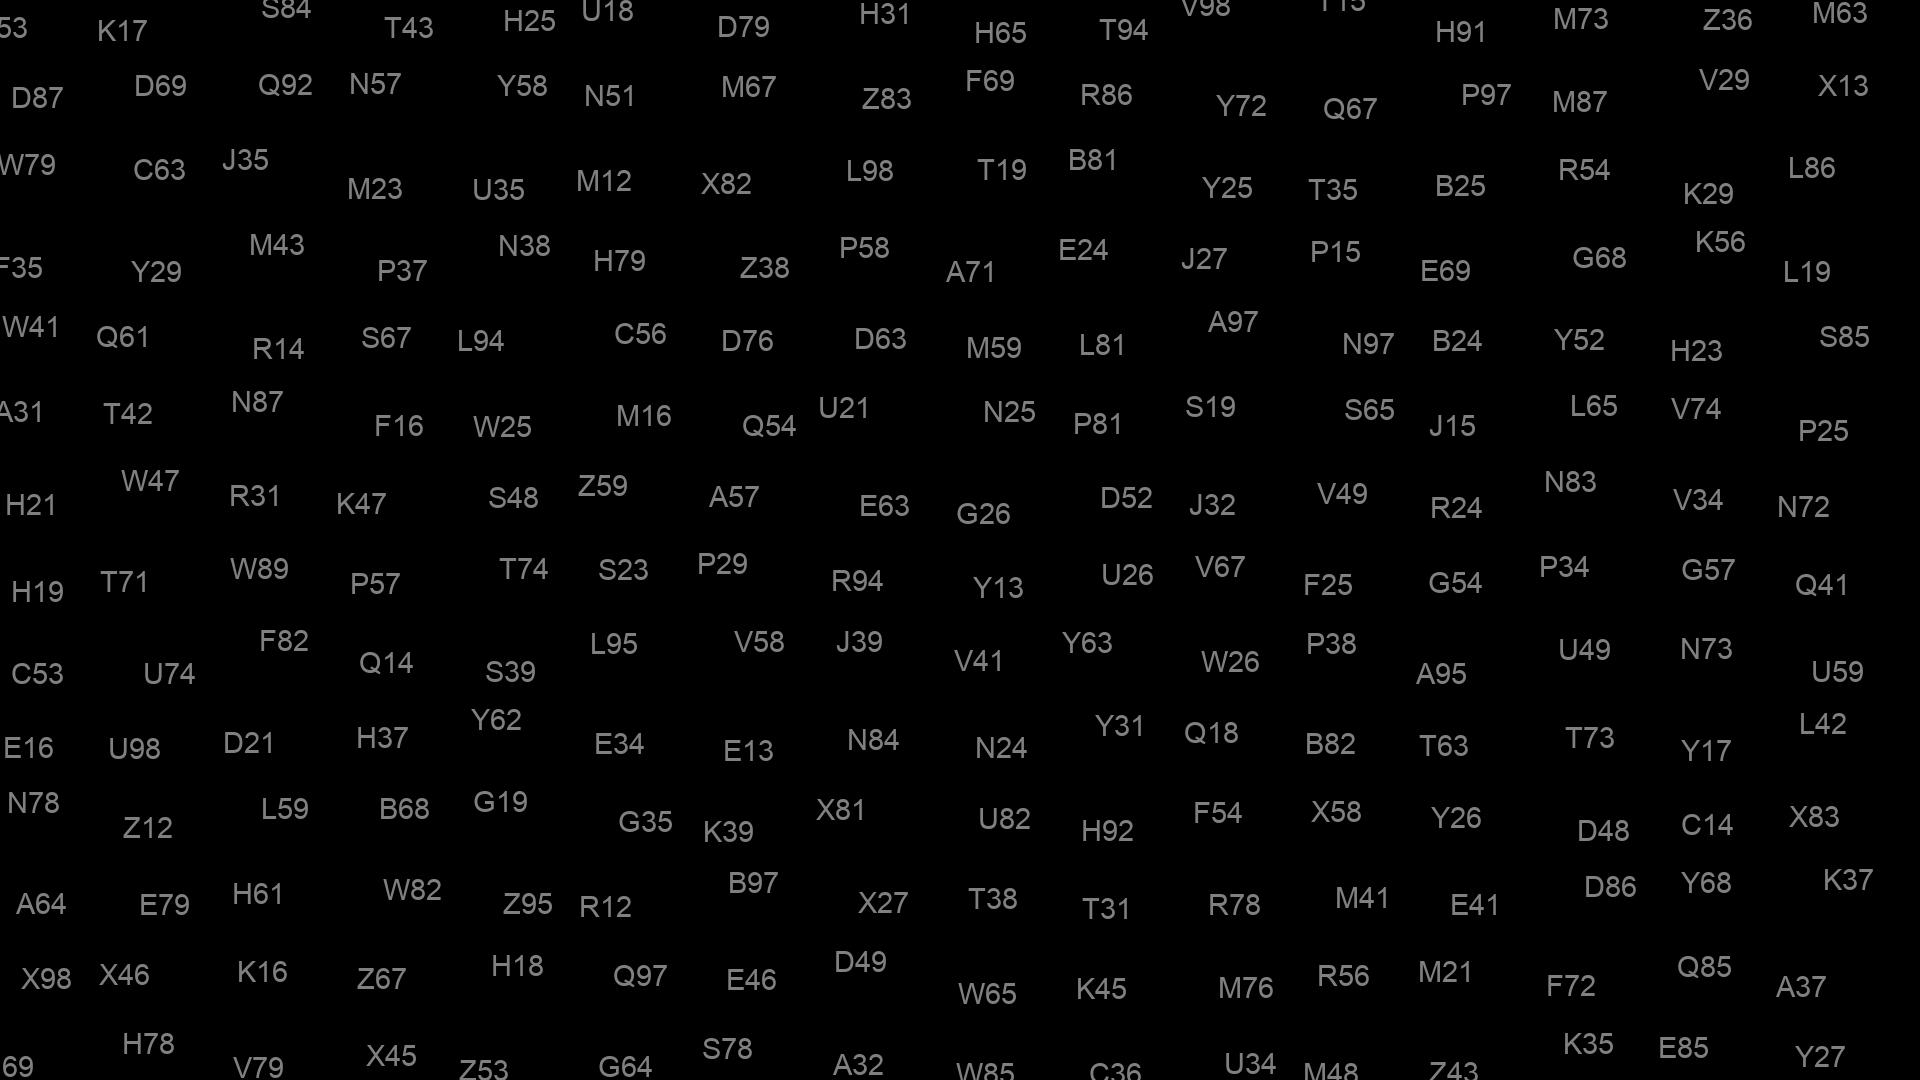 53 K17 S84 T43 H25 U18 D79 H31 H65 T94 V98 H91 M73 Z36 M63
D87 D69 Q92 N57 Y58 N51 M67 Z83 F69 R86 Y72 Q67 P97 M87 V29 X13
W79 C63 J35 M23 U35 M12 X82 L98 T19 B81 Y25 T35 B25 R54 K29 L86
F35 Y29 M43 P37 N38 H79 Z38 P58 A71 E24 J27 P15 E69 G68 K56 L19
W41 Q61 R14 S67 L94 C56 D76 D63 M59 L81 A97 N97 B24 Y52 H23 S85
A31 T42 N87 F16 W25 M16 Q54 U21 N25 P81 S19 S65 J15 L65 V74 P25
H21 W47 R31 K47 S48 Z59 A57 E63 G26 D52 J32 V49 R24 N83 V34 N72
H19 T71 W89 P57 T74 S23 P29 R94 Y13 U26 V67 F25 G54 P34 G57 Q41
C53 U74 F82 Q14 S39 L95 V58 J39 V41 Y63 W26 P38 A95 U49 N73 U59
E16 U98 D21 H37 Y62 E34 E13 N84 N24 Y31 Q18 B82 T63 T73 Y17 L42
N78 Z12 L59 B68 G19 G35 K39 X81 U82 H92 F54 X58 Y26 D48 C14 X83
A64 E79 H61 W82 Z95 R12 B97 X27 T38 T31 R78 M41 E41 D86 Y68 K37
X98 X46 K16 Z67 H18 Q97 E46 D49 W65 K45 M76 R56 M21 F72 Q85 A37
69 H78 V79 X45 Z53 G64 S78 A32 W85 C36 U34 M48 Z43 K35 E85 Y27